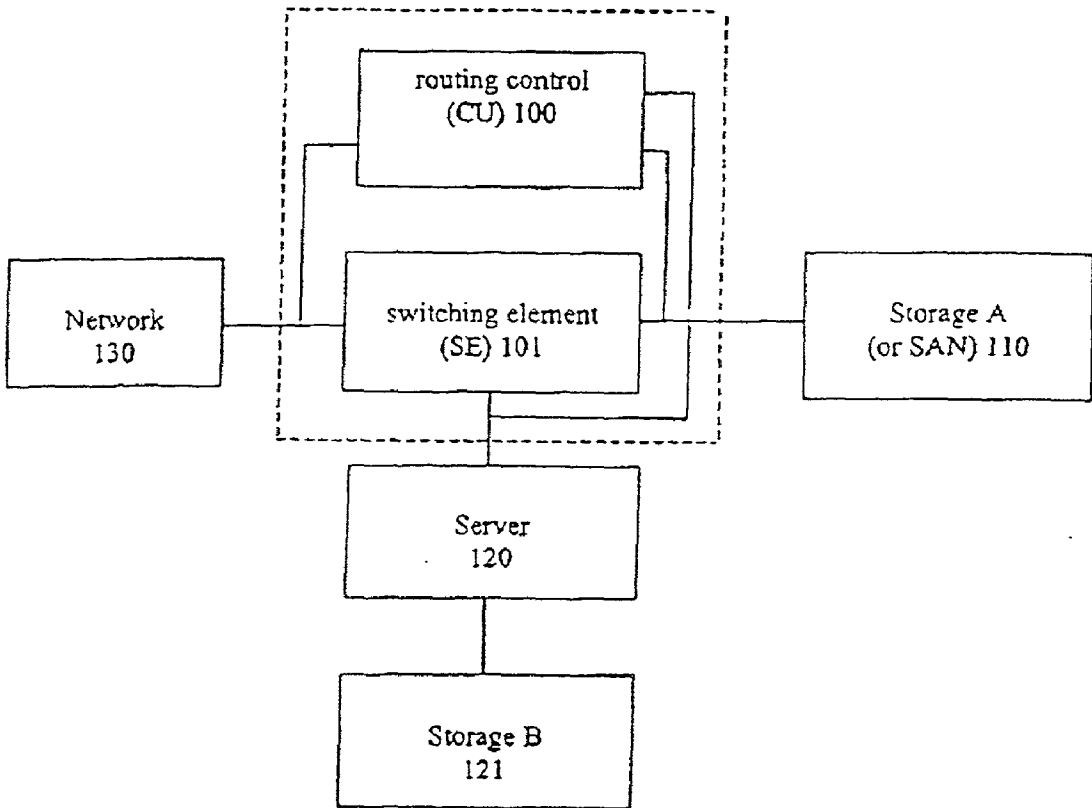 routing control
(CU) 100
Network
130
switching element
(SE) 101
Storage A
(or SAN) 110
Server
120
Storage B
121